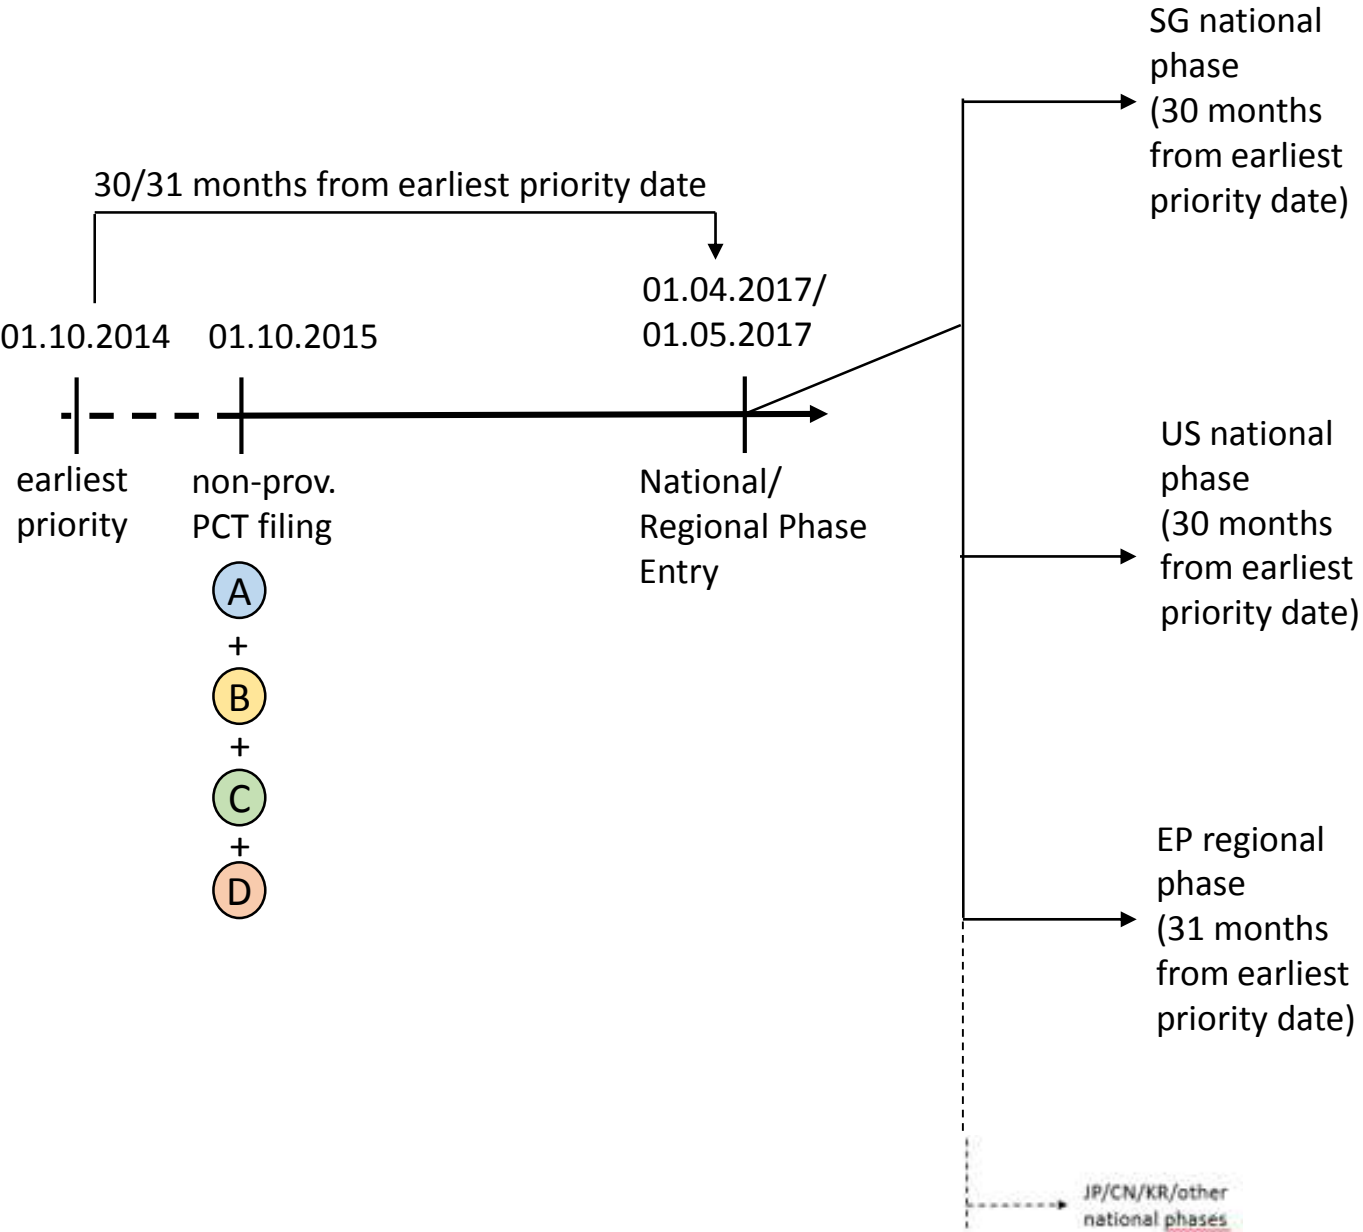 30/31 months from earliest priority date
01.10.2014
01.10.2015
01.04.2017/
01.05.2017
earliest
priority
non-prov.
PCT filing
A
+
B
+
C
+
D
National/
Regional Phase
Entry
SG national
phase
(30 months
from earliest
priority date)
US national
phase
(30 months
from earliest
priority date)
EP regional
phase
(31 months
from earliest
priority date)
JP/CN/KR/other
national phases